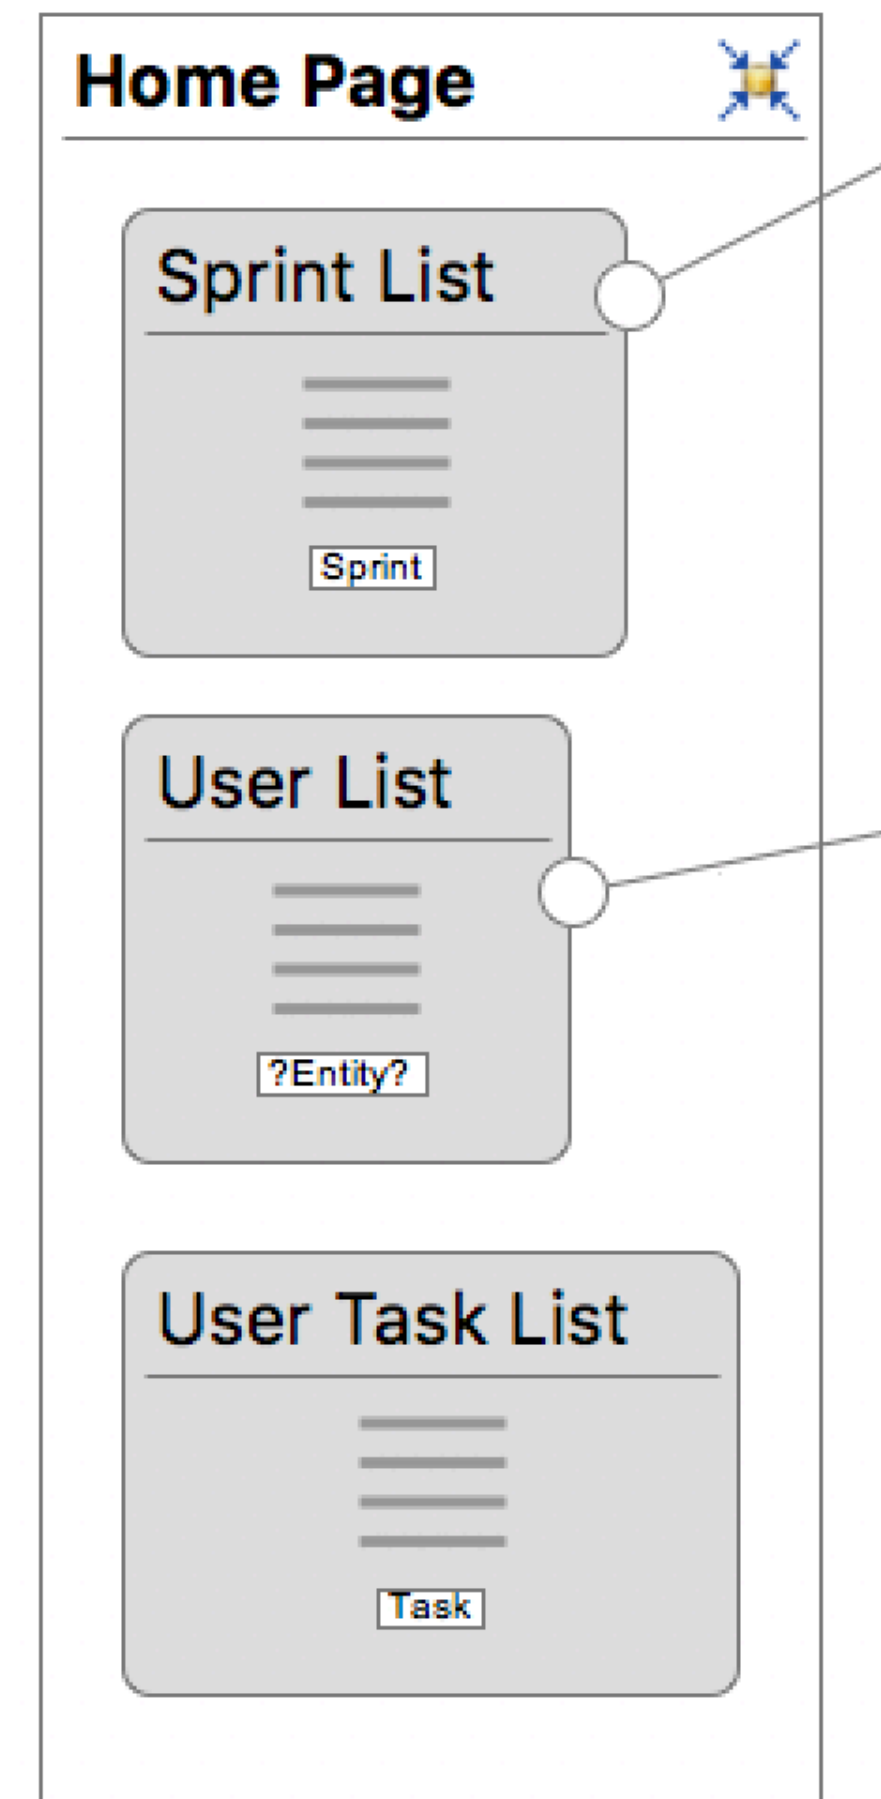 Home Page
Sprint List
Sprint
User List
?Entity?
User Task List
Task